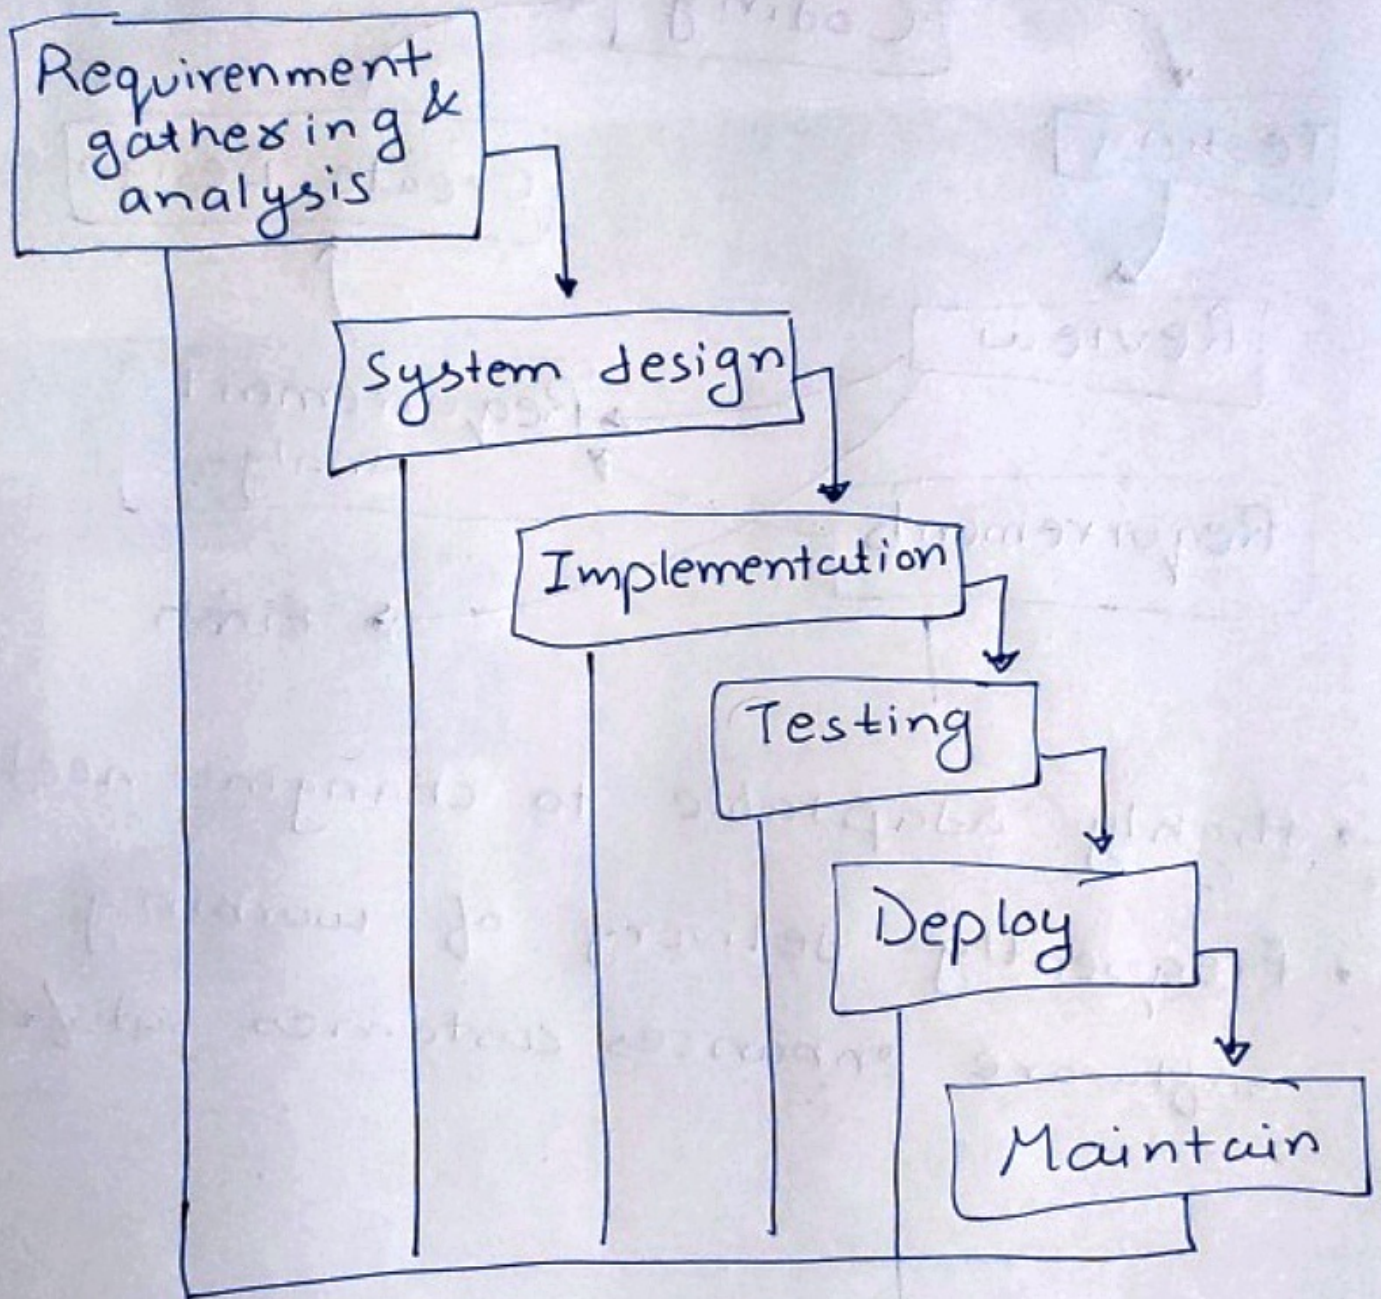 Requirenment
gathering &
analysis
System design
Implementation
Testing
Deploy
Maintain